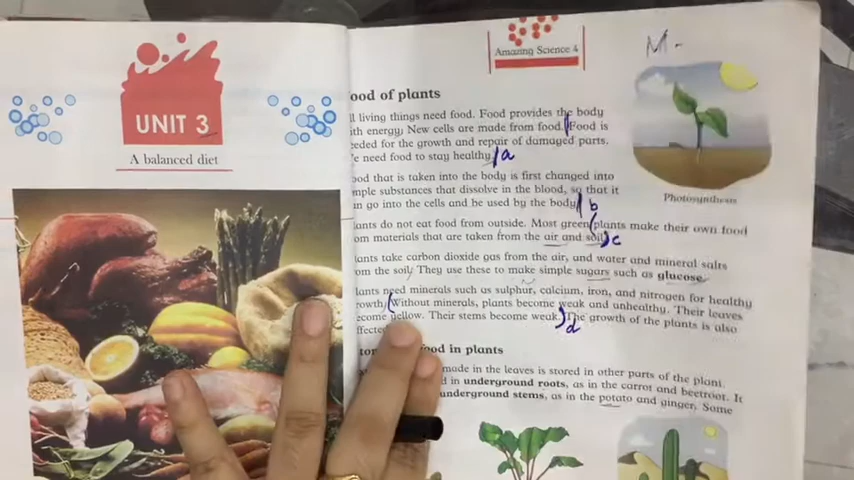 UNIT 3
A balanced diet
Amazing Science 4
M.
ood of plants
l living things need food. Food provides the body
ith energy; New cells are made from food. Food is
eeded for the growth and repair of damaged parts.
e need food to stay healthy. a
ood that is taken into the body is first changed into
mple substances that dissolve in the blood, so that it
an go into the cells and be used by the body. b
Photosynthesis
lants do not eat food from outside. Most green plants make their own food
om materials that are taken from the air and soil. c
lants take carbon dioxide gas from the air, and water and mineral salts
om the soil. They use these to make simple sugars such as glucose.
lants need minerals such as sulphur, calcium, iron, and nitrogen for healthy
rowth. Without minerals, plants become weak and unhealthy. Their leaves
ecome yellow. Their stems become weak. The growth of the plants is also
ffected d
food in plants
made in the leaves is stored in other parts of the plant.
d in underground roots, as in the carrot and beetroot. It
underground stems, as in the potato and ginger. Some